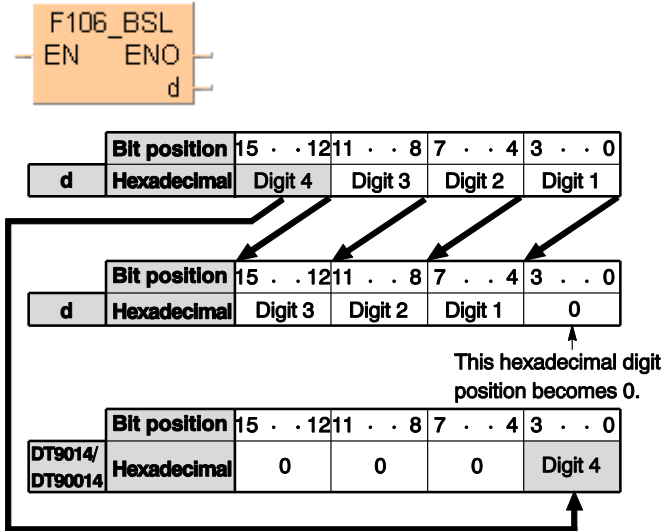 F106_BSL
EN ENO
d
Bit position 15 · · 12 11 · · 8 7 · · 4 3 · · 0
d Hexadecimal Digit 4 Digit 3 Digit 2 Digit 1
Bit position 15 · · 12 11 · · 8 7 · · 4 3 · · 0
d Hexadecimal Digit 3 Digit 2 Digit 1 0
This hexadecimal digit
position becomes 0.
Bit position 15 · · 12 11 · · 8 7 · · 4 3 · · 0
DT9014/
DT90014 Hexadecimal 0 0 0 Digit 4